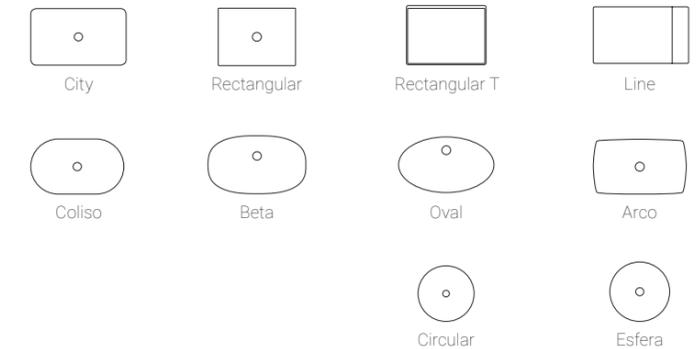 City
Rectangular
Rectangular T
Line
Coliso
Beta
Oval
Arco
Circular
Esfera